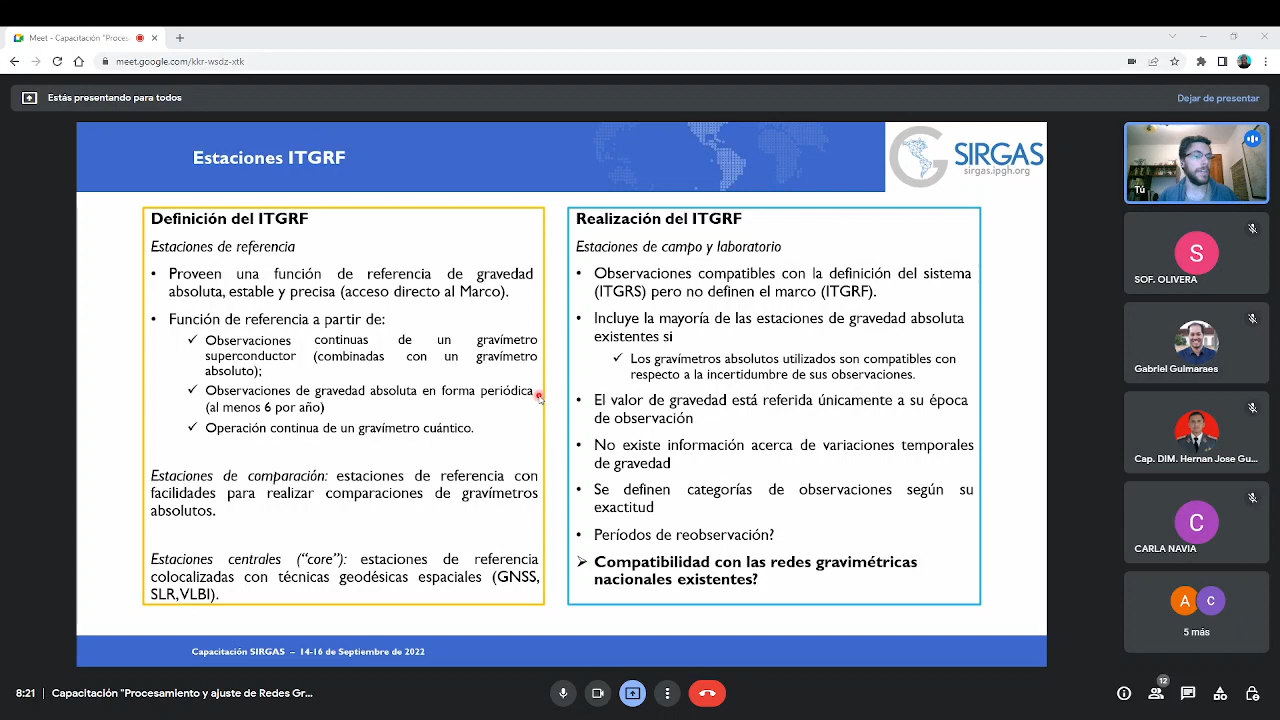 Meet - Capacitación "Proces
meet.google.com/kkr-wsdz-xtk
Estás presentando para todos
Dejar de presentar
Estaciones ITGRF
SIRGAS
sirgas.ipgh.org
Definición del ITGRF
Estaciones de referencia
• Proveen una función de referencia de gravedad
absoluta, estable y precisa (acceso directo al Marco).
• Función de referencia a partir de:
✓ Observaciones continuas de un gravímetro
superconductor (combinadas con un gravímetro
absoluto);
✓ Observaciones de gravedad absoluta en forma periódica
(al menos 6 por año)
✓ Operación continua de un gravímetro cuántico.
Estaciones de comparación: estaciones de referencia con
facilidades para realizar comparaciones de gravímetros
absolutos.
Estaciones centrales (“core”): estaciones de referencia
colocalizadas con técnicas geodésicas espaciales (GNSS,
SLR, VLBI).
Realización del ITGRF
Estaciones de campo y laboratorio
• Observaciones compatibles con la definición del sistema
(ITGRS) pero no definen el marco (ITGRF).
• Incluye la mayoría de las estaciones de gravedad absoluta
existentes si
✓ Los gravímetros absolutos utilizados son compatibles con
respecto a la incertidumbre de sus observaciones.
• El valor de gravedad está referida únicamente a su época
de observación
• No existe información acerca de variaciones temporales
de gravedad
• Se definen categorías de observaciones según su
exactitud
• Períodos de reobservación?
➢ Compatibilidad con las redes gravimétricas
nacionales existentes?
Capacitación SIRGAS – 14-16 de Septiembre de 2022
Tú
S
SOF. OLIVERA
Gabriel Guimaraes
Cap. DIM. Hernan Jose Gu...
C
CARLA NAVIA
A C
5 más
8:21 | Capacitación "Procesamiento y ajuste de Redes Gr...
12